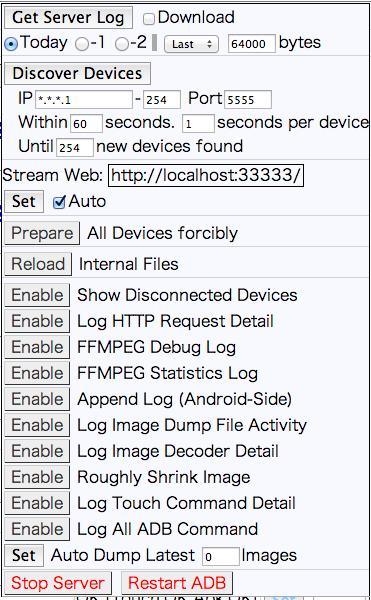 Get Server Log Download
Today -1 -2 Last 64000 bytes
Discover Devices
IP *.*.*.1 - 254 Port 5555
Within 60 seconds. 1 seconds per device
Until 254 new devices found
Stream Web: http://localhost:33333/
Set Auto
Prepare All Devices forcibly
Reload Internal Files
Enable Show Disconnected Devices
Enable Log HTTP Request Detail
Enable FFMPEG Debug Log
Enable FFMPEG Statistics Log
Enable Append Log (Android-Side)
Enable Log Image Dump File Activity
Enable Log Image Decoder Detail
Enable Roughly Shrink Image
Enable Log Touch Command Detail
Enable Log All ADB Command
Set Auto Dump Latest 0 Images
Stop Server Restart ADB